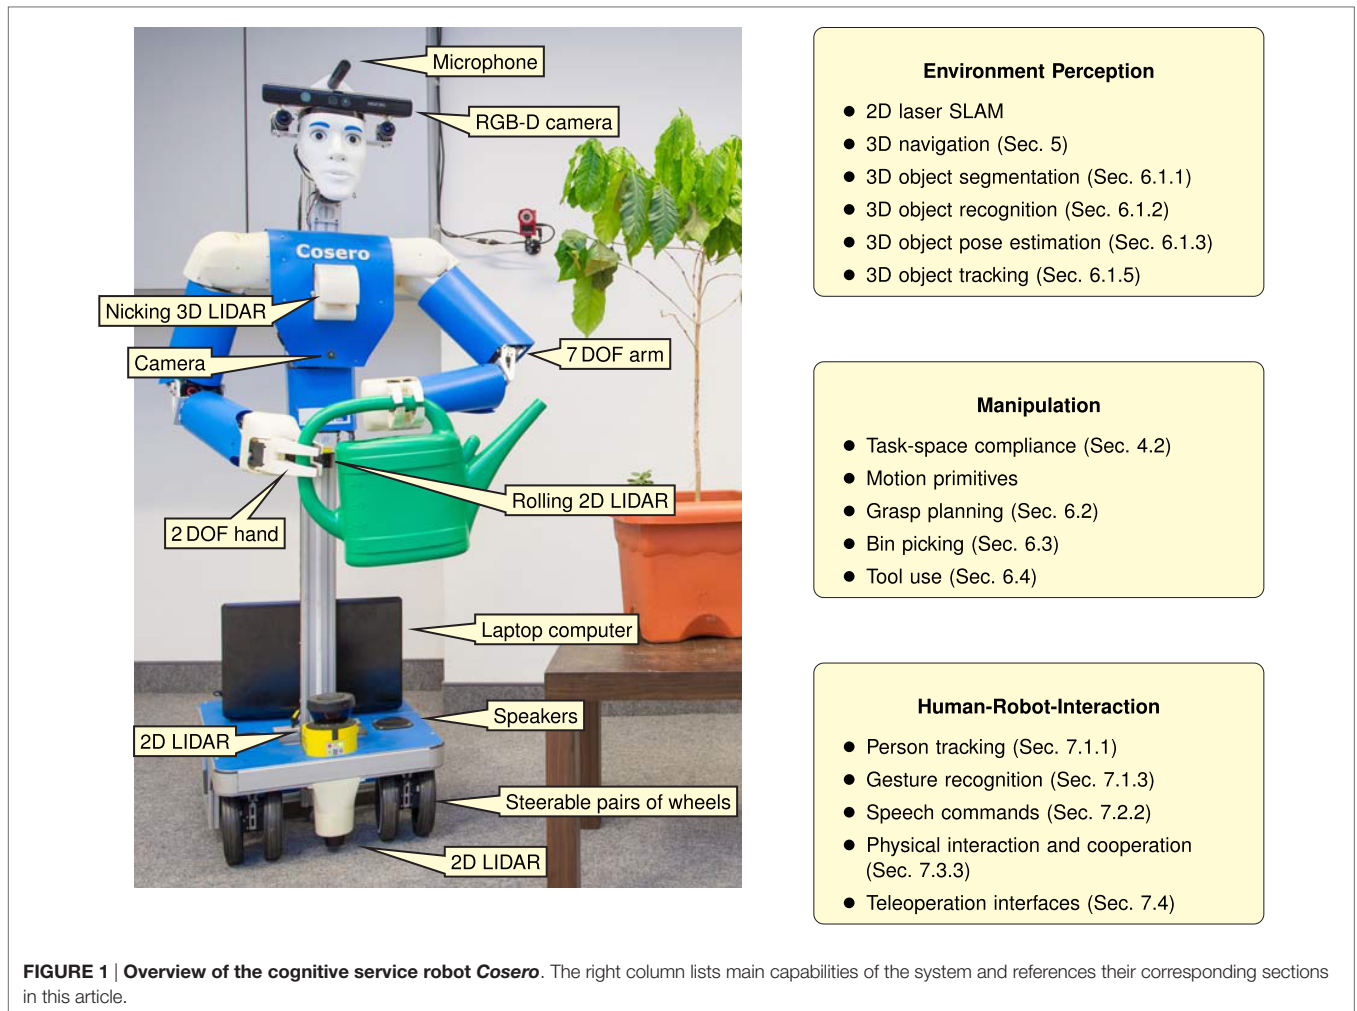 Microphone
RGB-D camera
Cosero
Nicking 3D LIDAR
Camera
7 DOF arm
Rolling 2D LIDAR
2 DOF hand
Laptop computer
Speakers
2D LIDAR
Steerable pairs of wheels
2D LIDAR
Environment Perception
● 2D laser SLAM
● 3D navigation (Sec. 5)
● 3D object segmentation (Sec. 6.1.1)
● 3D object recognition (Sec. 6.1.2)
● 3D object pose estimation (Sec. 6.1.3)
● 3D object tracking (Sec. 6.1.5)
Manipulation
● Task-space compliance (Sec. 4.2)
● Motion primitives
● Grasp planning (Sec. 6.2)
● Bin picking (Sec. 6.3)
● Tool use (Sec. 6.4)
Human-Robot-Interaction
● Person tracking (Sec. 7.1.1)
● Gesture recognition (Sec. 7.1.3)
● Speech commands (Sec. 7.2.2)
● Physical interaction and cooperation
(Sec. 7.3.3)
● Teleoperation interfaces (Sec. 7.4)
FIGURE 1 | Overview of the cognitive service robot Cosero. The right column lists main capabilities of the system and references their corresponding sections
in this article.